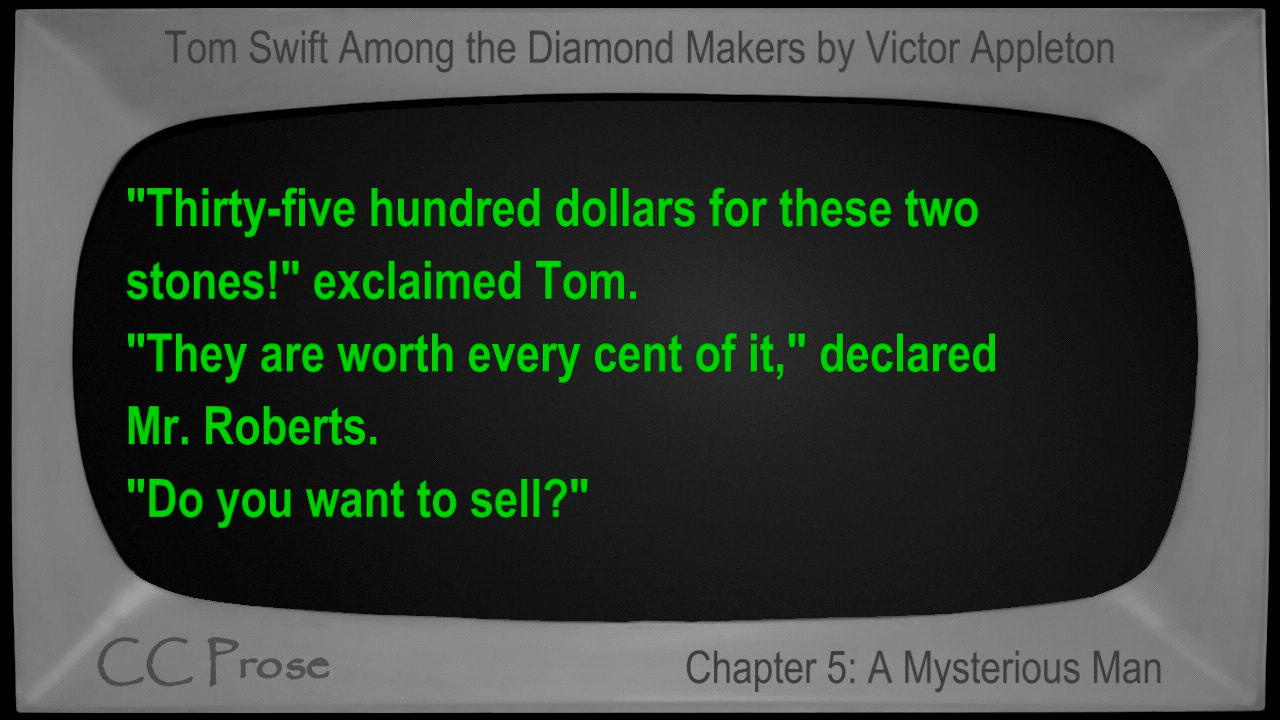 Tom Swift Among the Diamond Makers by Victor Appleton
"Thirty-five hundred dollars for these two
stones!" exclaimed Tom.
"They are worth every cent of it," declared
Mr. Roberts.
"Do you want to sell?"
CC Prose
Chapter 5: A Mysterious Man